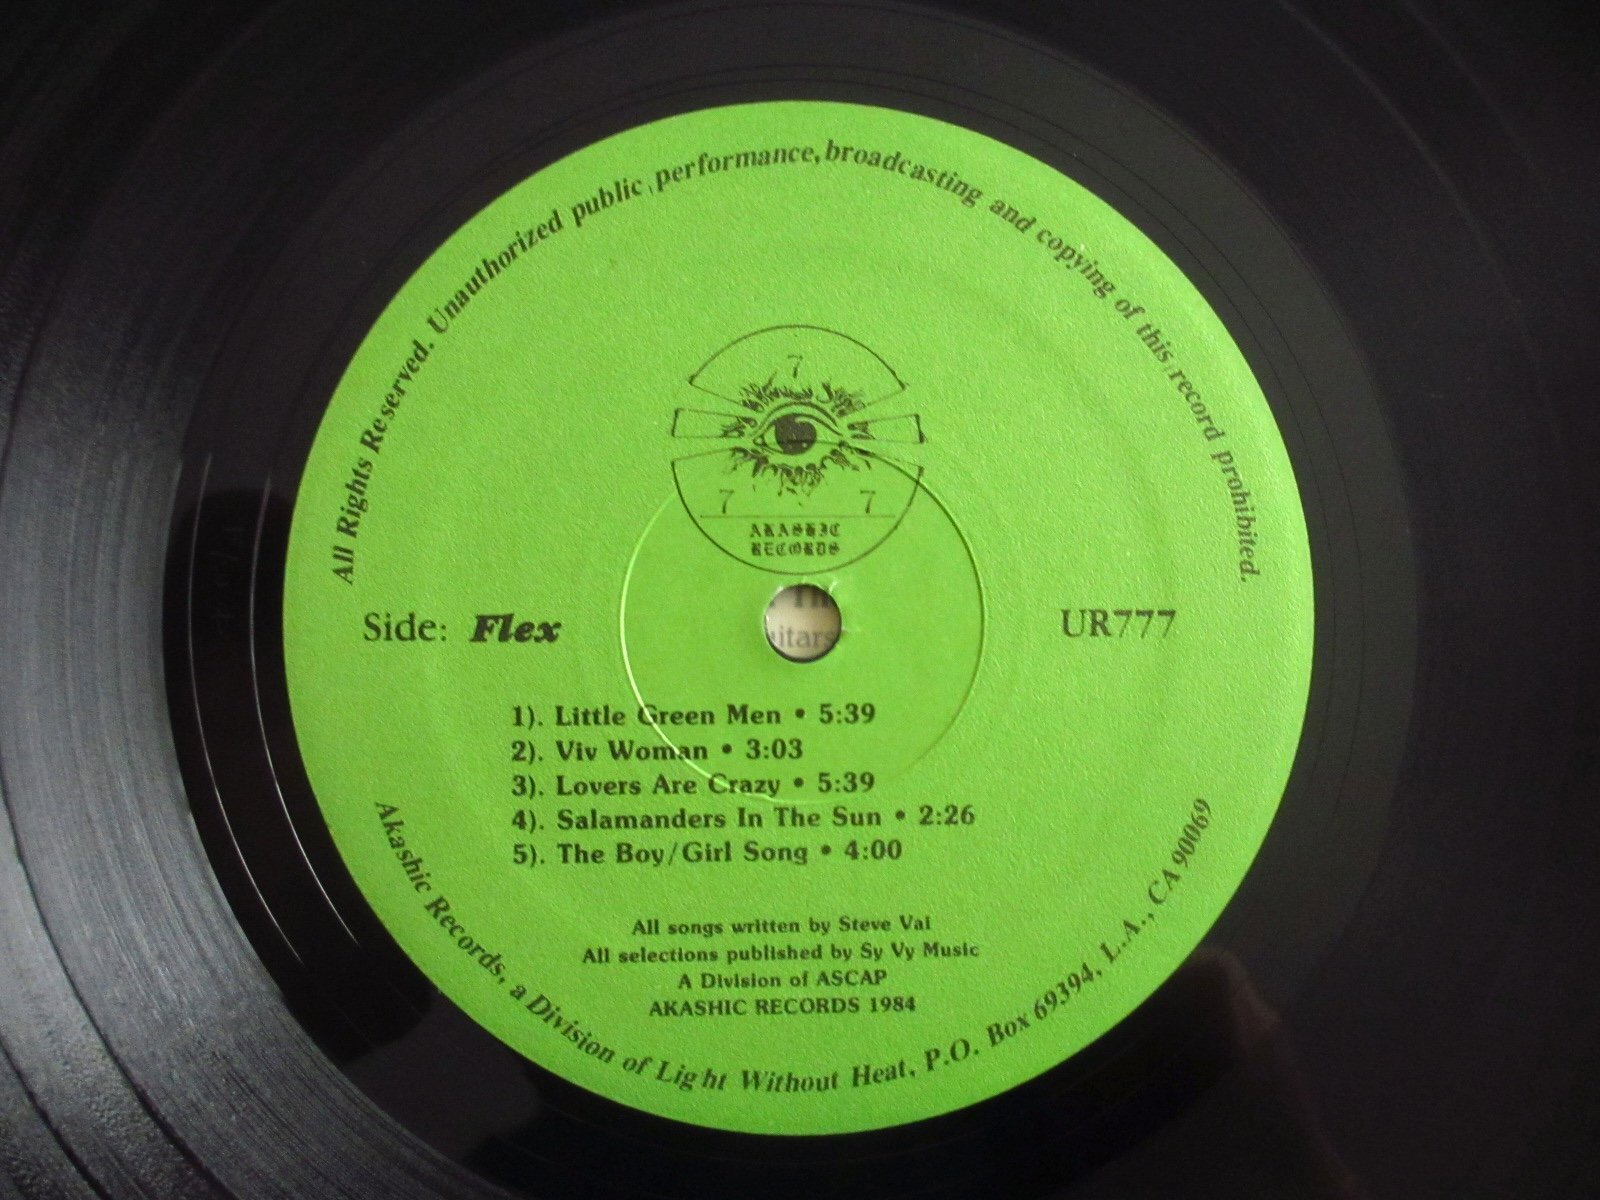 All Rights Reserved. Unauthorized public performance, broadcasting and copying of this record prohibited.
7
7 7
AKASHIC
RECORDS
Side: Flex
UR777
itars
1). Little Green Men • 5:39
2). Viv Woman • 3:03
3). Lovers Are Crazy • 5:39
4). Salamanders In The Sun • 2:26
5). The Boy/Girl Song • 4:00
All songs written by Steve Vai
All selections published by Sy Vy Music
A Division of ASCAP
AKASHIC RECORDS 1984
Akashic Records, a Division of Light Without Heat, P.O. Box 69394, L.A., CA 90069